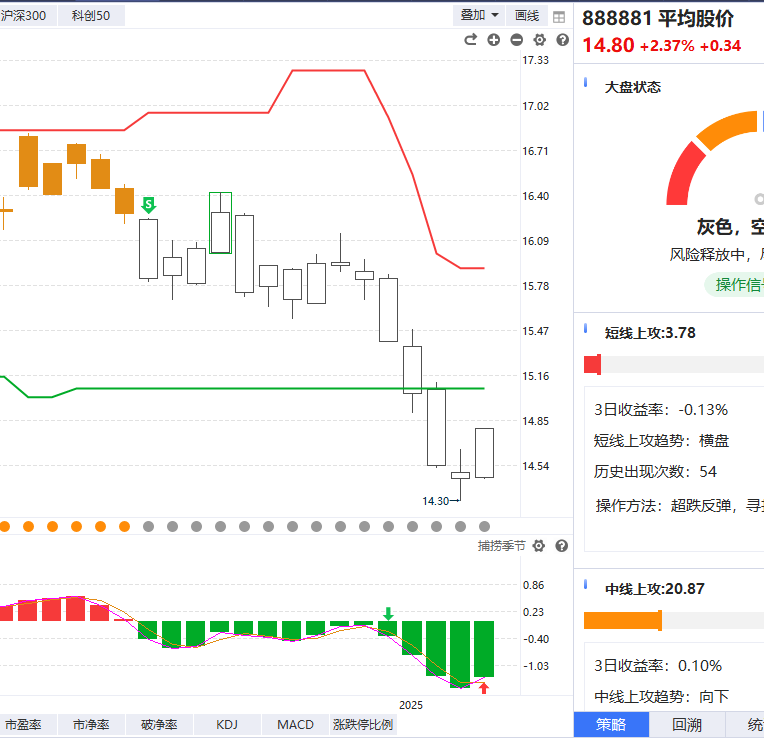 沪深300 科创50 叠加 画线
888881 平均股价
14.80 +2.37% +0.34
17.33
17.02
16.71
16.40
16.09
15.78
15.47
15.16
14.85
14.54
S
14.30
捕捞季节
0.86
0.23
-0.40
-1.03
2025
市盈率 市净率 破净率 KDJ MACD 涨跌停比例
大盘状态
灰色，空
风险释放中，
操作信
短线上攻:3.78
3日收益率：-0.13%
短线上攻趋势：横盘
历史出现次数：54
操作方法：超跌反弹，寻
中线上攻:20.87
3日收益率：0.10%
中线上攻趋势：向下
策略 回溯 统